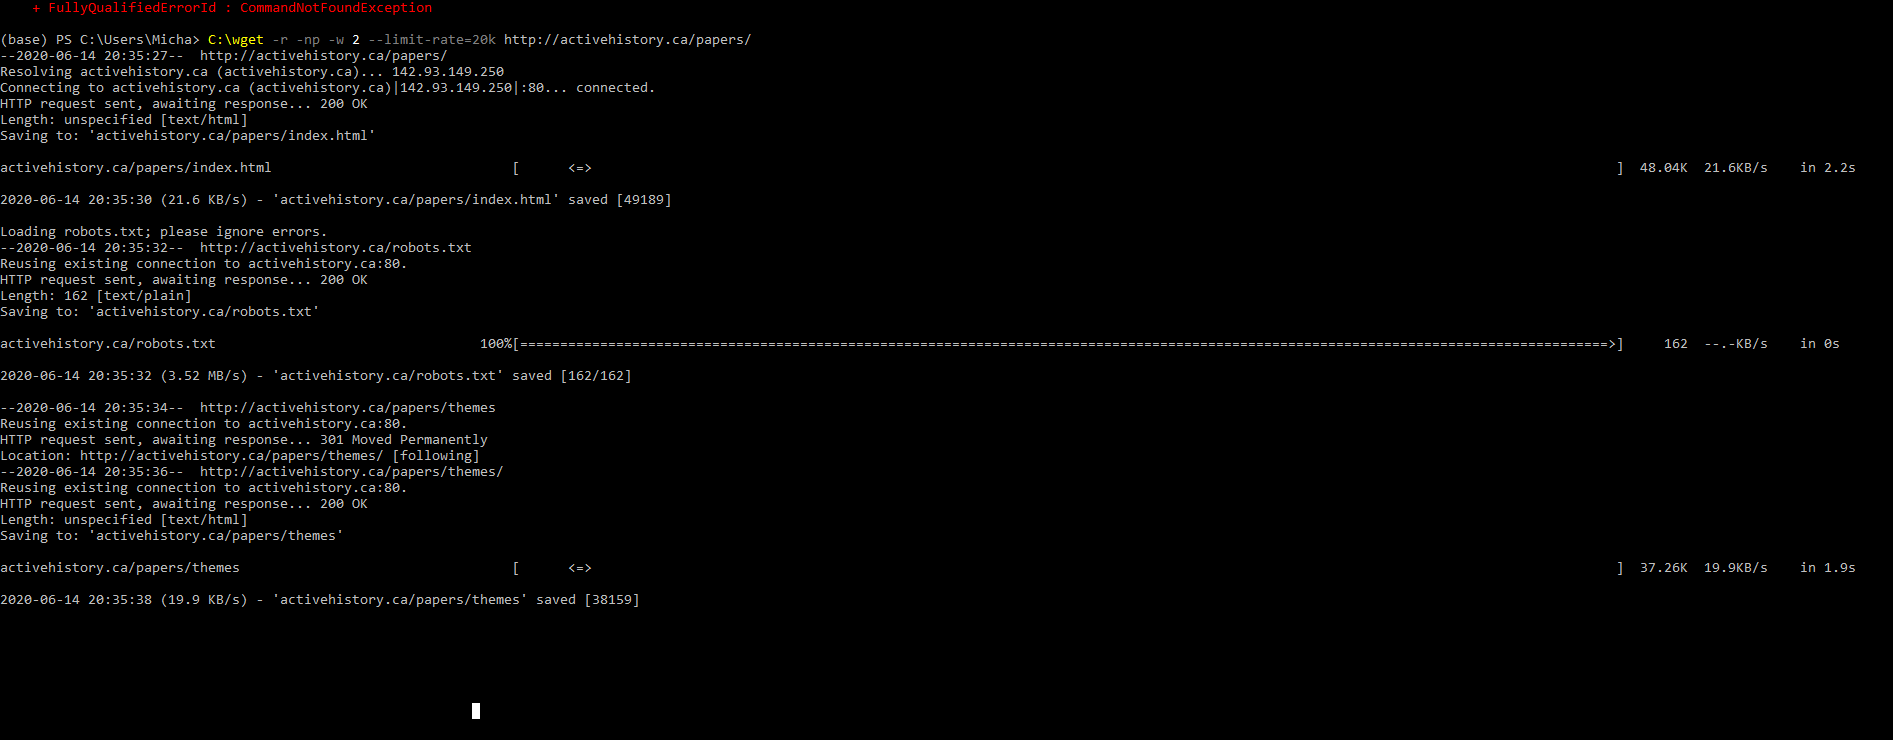 + FullyQualifiedErrorId : CommandNotFoundException
(base) PS C:\Users\Micha> C:\wget -r -np -w 2 --limit-rate=20k http://activehistory.ca/papers/
--2020-06-14 20:35:27--  http://activehistory.ca/papers/
Resolving activehistory.ca (activehistory.ca)... 142.93.149.250
Connecting to activehistory.ca (activehistory.ca)|142.93.149.250|:80... connected.
HTTP request sent, awaiting response... 200 OK
Length: unspecified [text/html]
Saving to: 'activehistory.ca/papers/index.html'
activehistory.ca/papers/index.html [ <=> ] 48.04K 21.6KB/s in 2.2s
2020-06-14 20:35:30 (21.6 KB/s) - 'activehistory.ca/papers/index.html' saved [49189]
Loading robots.txt; please ignore errors.
--2020-06-14 20:35:32--  http://activehistory.ca/robots.txt
Reusing existing connection to activehistory.ca:80.
HTTP request sent, awaiting response... 200 OK
Length: 162 [text/plain]
Saving to: 'activehistory.ca/robots.txt'
activehistory.ca/robots.txt 100%[========================================================================================================================================>] 162 --.-KB/s in 0s
2020-06-14 20:35:32 (3.52 MB/s) - 'activehistory.ca/robots.txt' saved [162/162]
--2020-06-14 20:35:34--  http://activehistory.ca/papers/themes
Reusing existing connection to activehistory.ca:80.
HTTP request sent, awaiting response... 301 Moved Permanently
Location: http://activehistory.ca/papers/themes/ [following]
--2020-06-14 20:35:36--  http://activehistory.ca/papers/themes/
Reusing existing connection to activehistory.ca:80.
HTTP request sent, awaiting response... 200 OK
Length: unspecified [text/html]
Saving to: 'activehistory.ca/papers/themes'
activehistory.ca/papers/themes [ <=> ] 37.26K 19.9KB/s in 1.9s
2020-06-14 20:35:38 (19.9 KB/s) - 'activehistory.ca/papers/themes' saved [38159]